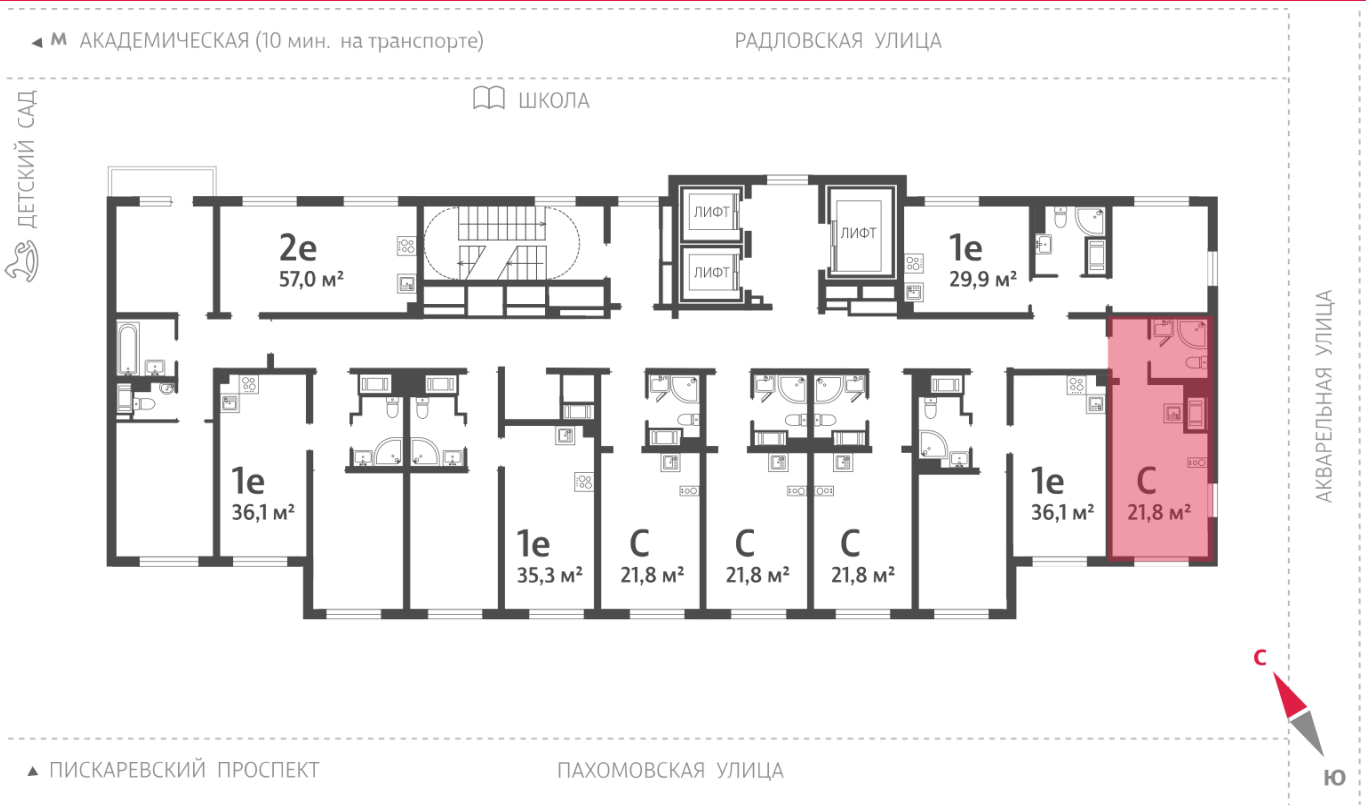 М АКАДЕМИЧЕСКАЯ (10 мин. на транспорте)
РАДЛОВСКАЯ УЛИЦА
ШКОЛА
ДЕТСКИЙ САД
ЛИФТ
ЛИФТ
ЛИФТ
2е
57,0 м²
1е
29,9 м²
АКВАРЕЛЬНАЯ УЛИЦА
1е
36,1 м²
1е
35,3 м²
С
21,8 м²
С
21,8 м²
С
21,8 м²
1е
36,1 м²
С
21,8 м²
С
Ю
ПИСКАРЕВСКИЙ ПРОСПЕКТ
ПАХОМОВСКАЯ УЛИЦА